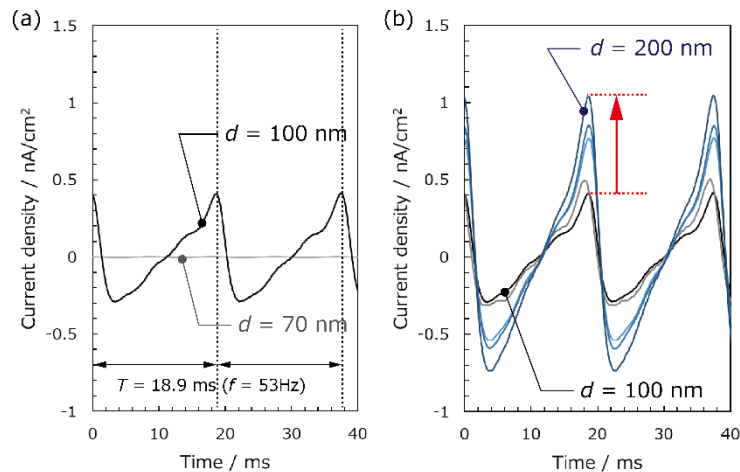 (a)
1.5
1
0.5
0
-0.5
-1
Current density / nA/cm²
d = 100 nm
d = 70 nm
T = 18.9 ms (f = 53Hz)
0 10 20 30 40
Time / ms
(b)
1.5
1
0.5
0
-0.5
-1
Current density / nA/cm²
d = 200 nm
d = 100 nm
0 10 20 30 40
Time / ms